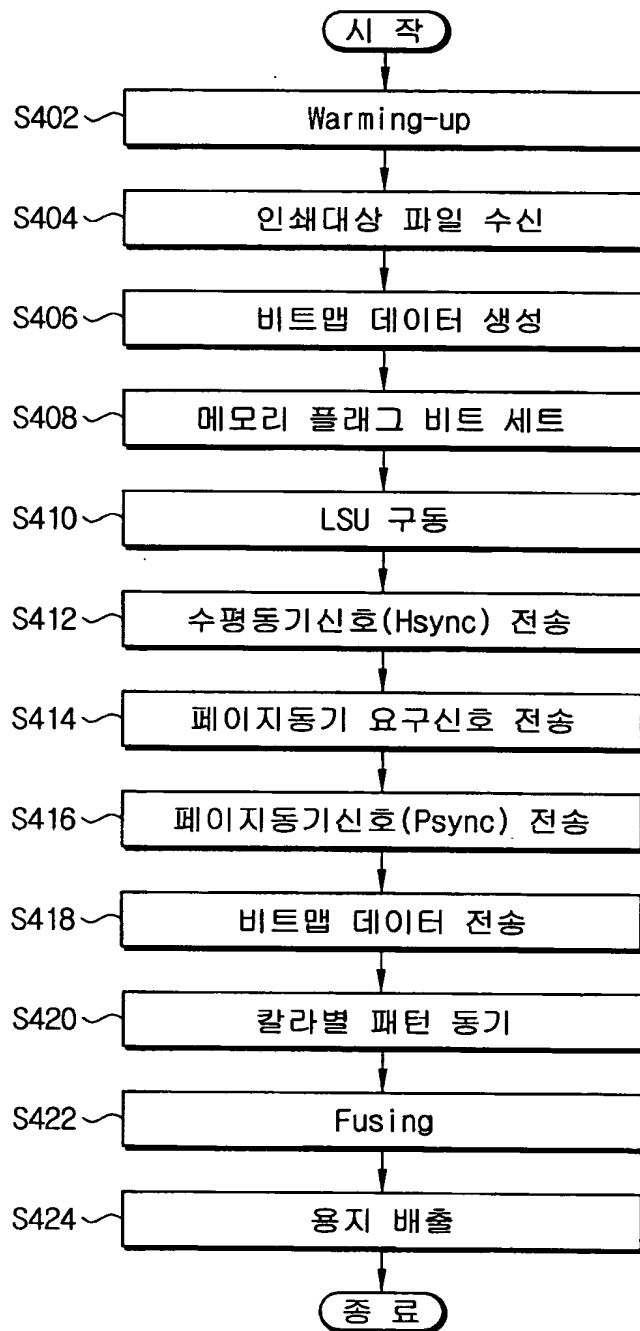 시 작
S402 Warming-up
S404 인쇄대상 파일 수신
S406 비트맵 데이터 생성
S408 메모리 플래그 비트 세트
S410 LSU 구동
S412 수평동기신호(Hsync) 전송
S414 페이지동기 요구신호 전송
S416 페이지동기신호(Psync) 전송
S418 비트맵 데이터 전송
S420 칼라별 패턴 동기
S422 Fusing
S424 용지 배출
종 료